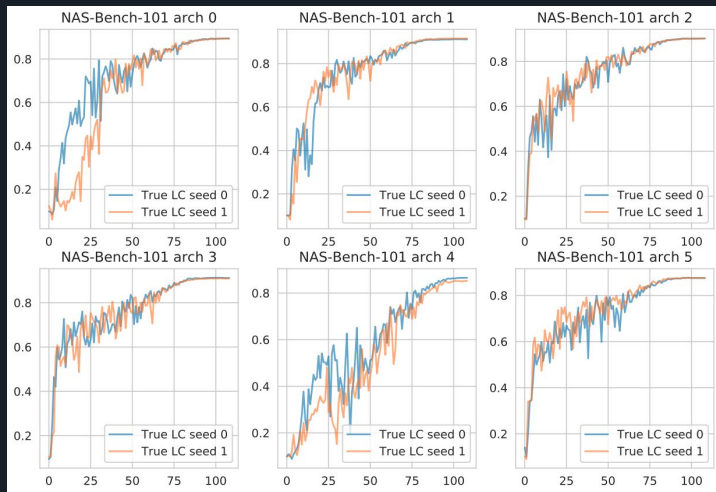 NAS-Bench-101 arch 0
0.8
0.6
0.4
0.2
True LC seed 0
True LC seed 1
0 25 50 75 100
NAS-Bench-101 arch 1
0.8
0.6
0.4
0.2
True LC seed 0
True LC seed 1
0 25 50 75 100
NAS-Bench-101 arch 2
0.8
0.6
0.4
0.2
True LC seed 0
True LC seed 1
0 25 50 75 100
NAS-Bench-101 arch 3
0.8
0.6
0.4
0.2
True LC seed 0
True LC seed 1
0 25 50 75 100
NAS-Bench-101 arch 4
0.8
0.6
0.4
0.2
True LC seed 0
True LC seed 1
0 25 50 75 100
NAS-Bench-101 arch 5
0.8
0.6
0.4
0.2
True LC seed 0
True LC seed 1
0 25 50 75 100